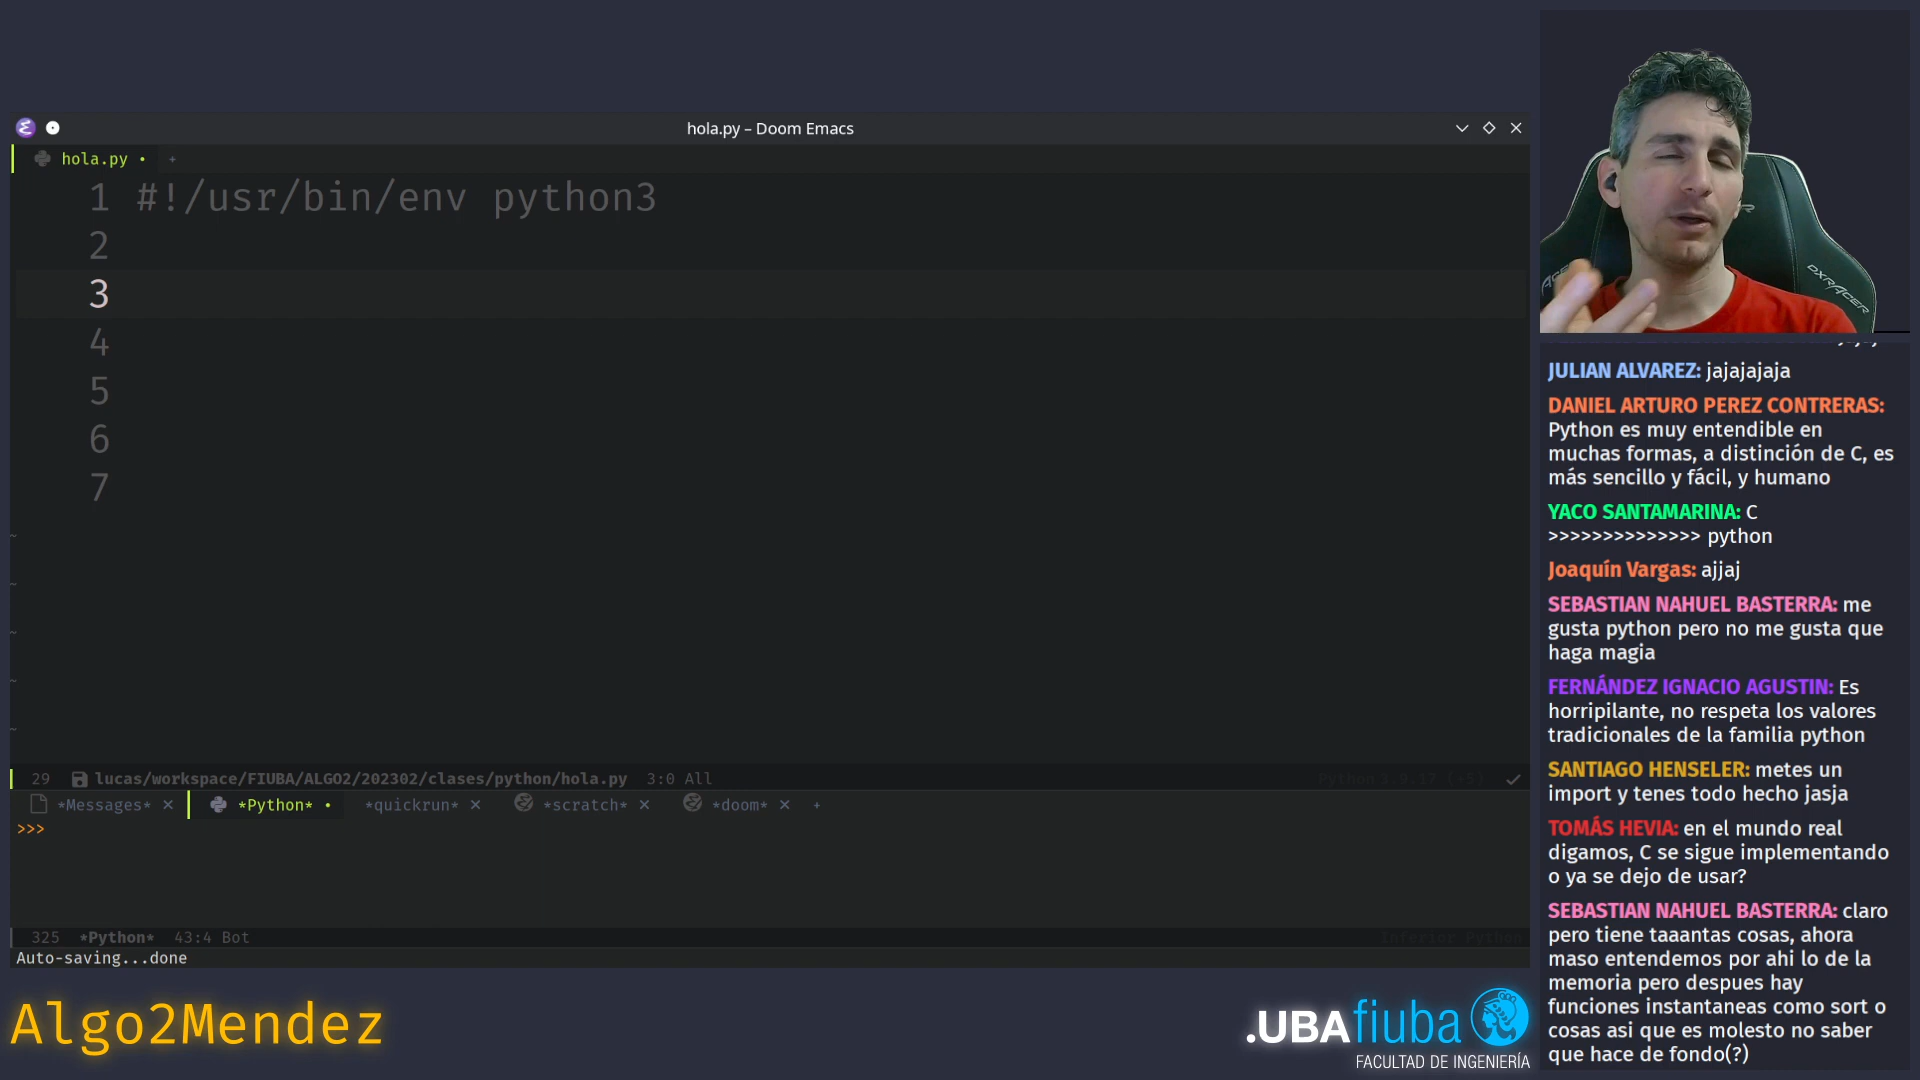 hola.py – Doom Emacs
hola.py
1 #!/usr/bin/env python3
2
3
4
5
6
7
~
~
~
~
~
29 lucas/workspace/FIUBA/ALGO2/202302/clases/python/hola.py 3:0 All
*Messages* × *Python* • *quickrun* × *scratch* × *doom* × +
>>>
325 *Python* 43:4 Bot Inferior Python
Auto-saving...done
Algo2Mendez
.UBAfiuba
FACULTAD DE INGENIERÍA
DXRACER
JULIAN ALVAREZ: jajajajaja
DANIEL ARTURO PEREZ CONTRERAS:
Python es muy entendible en
muchas formas, a distinción de C, es
más sencillo y fácil, y humano
YACO SANTAMARINA: C
>>>>>>>>>>>>>> python
Joaquín Vargas: ajjaj
SEBASTIAN NAHUEL BASTERRA: me
gusta python pero no me gusta que
haga magia
FERNÁNDEZ IGNACIO AGUSTIN: Es
horripilante, no respeta los valores
tradicionales de la familia python
SANTIAGO HENSELER: metes un
import y tenes todo hecho jasja
TOMÁS HEVIA: en el mundo real
digamos, C se sigue implementando
o ya se dejo de usar?
SEBASTIAN NAHUEL BASTERRA: claro
pero tiene taaantas cosas, ahora
maso entendemos por ahi lo de la
memoria pero despues hay
funciones instantaneas como sort o
cosas asi que es molesto no saber
que hace de fondo(?)